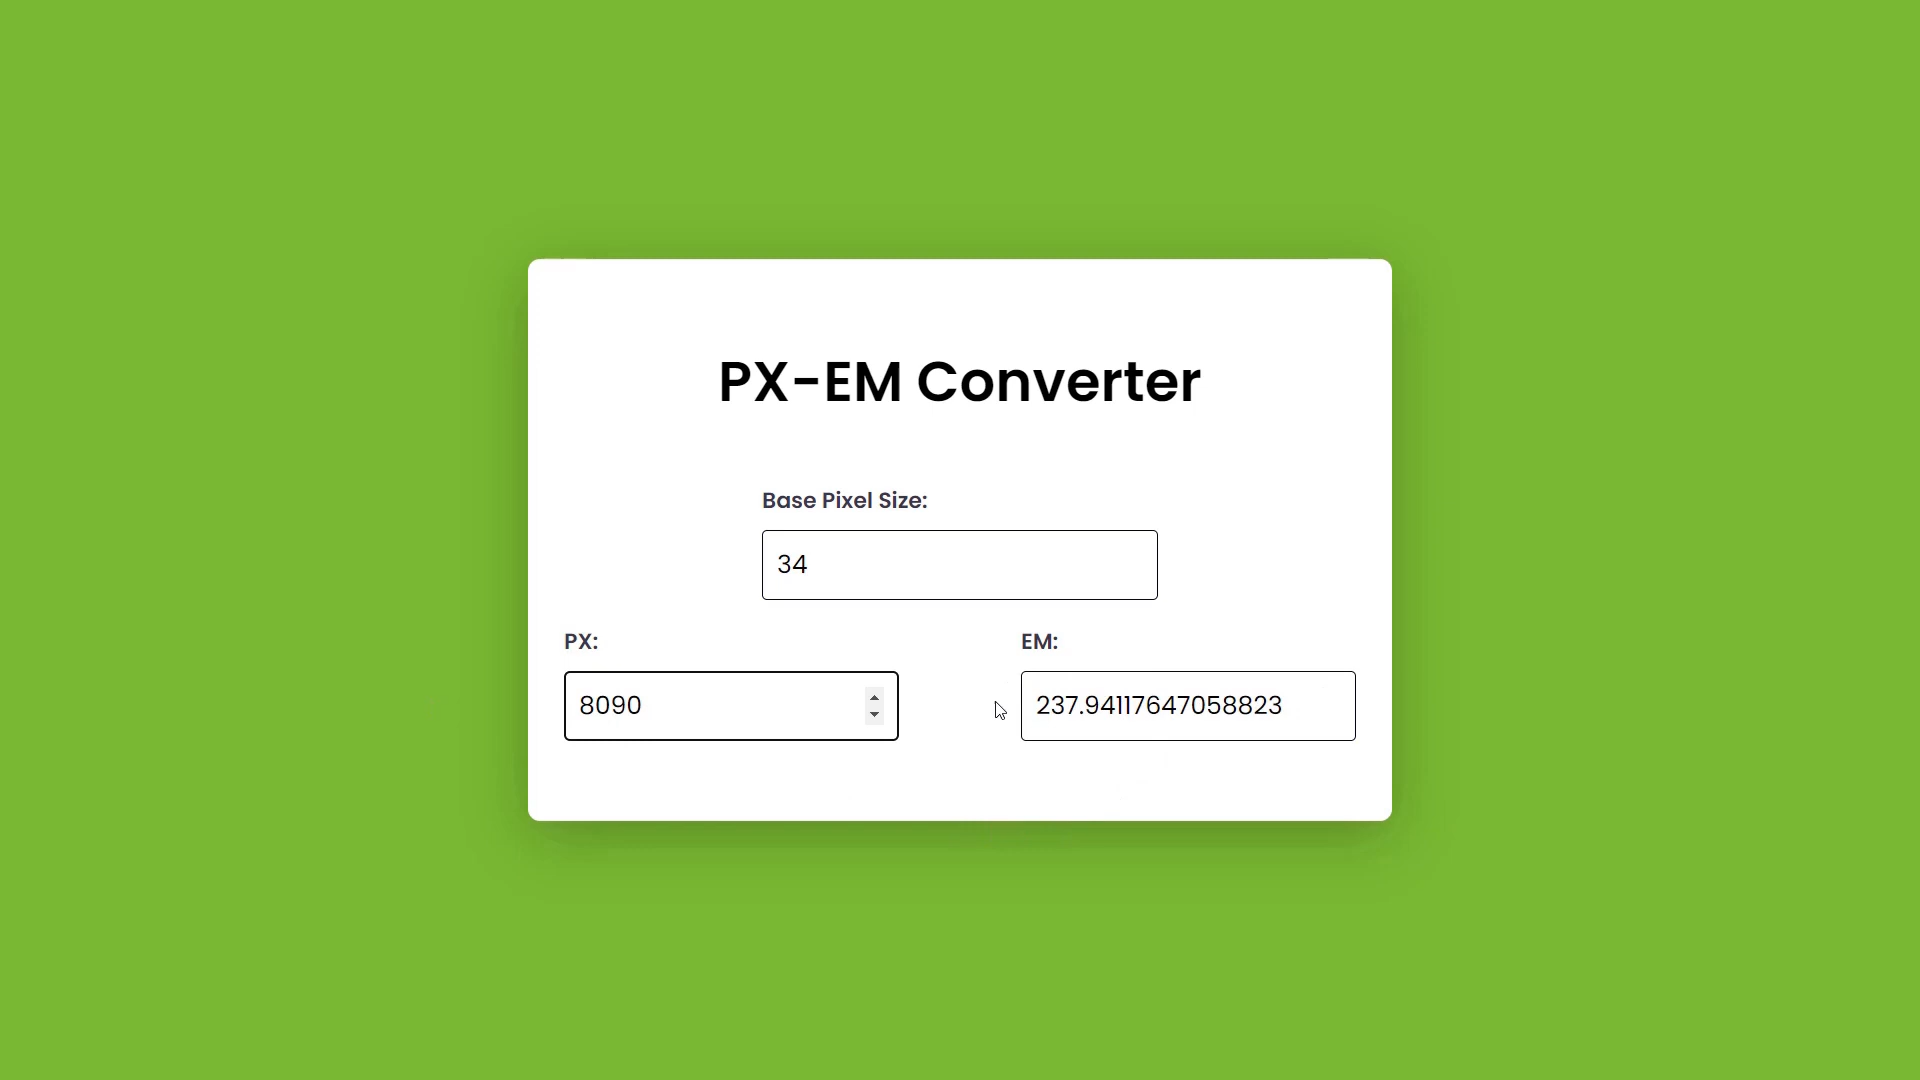 PX-EM Converter
Base Pixel Size:
34
PX:
EM:
8090
237.94117647058823